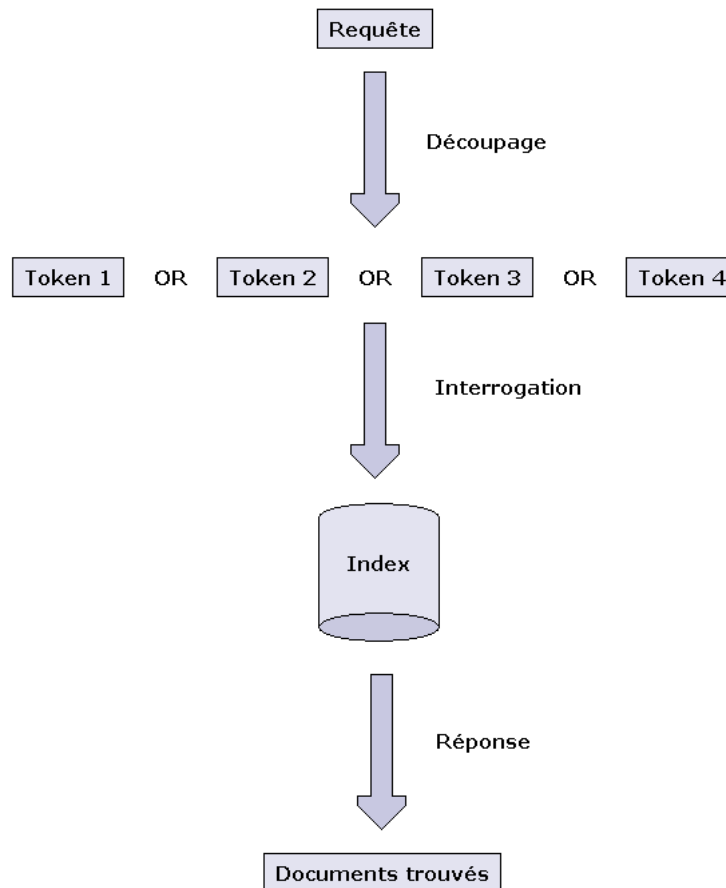 Requête
Découpage
Token 1 OR Token 2 OR Token 3 OR Token 4
Interrogation
Index
Réponse
Documents trouvés